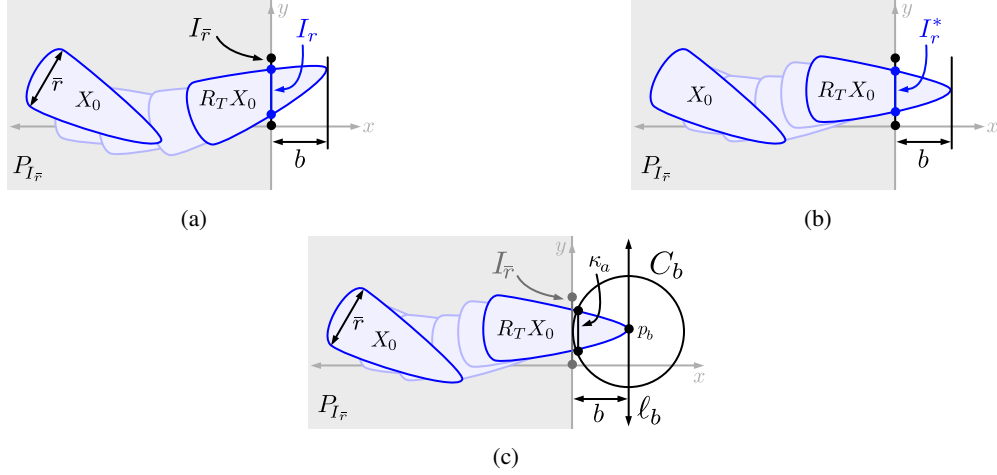 y
I_r̄
I_r
r̄
X_0
R_T X_0
x
b
P_{I_r̄}
(a)
y
I_r^*
X_0
R_T X_0
x
b
P_{I_r̄}
(b)
y
I_r̄
κ_a
C_b
r̄
X_0
R_T X_0
p_b
x
b
ℓ_b
P_{I_r̄}
(c)